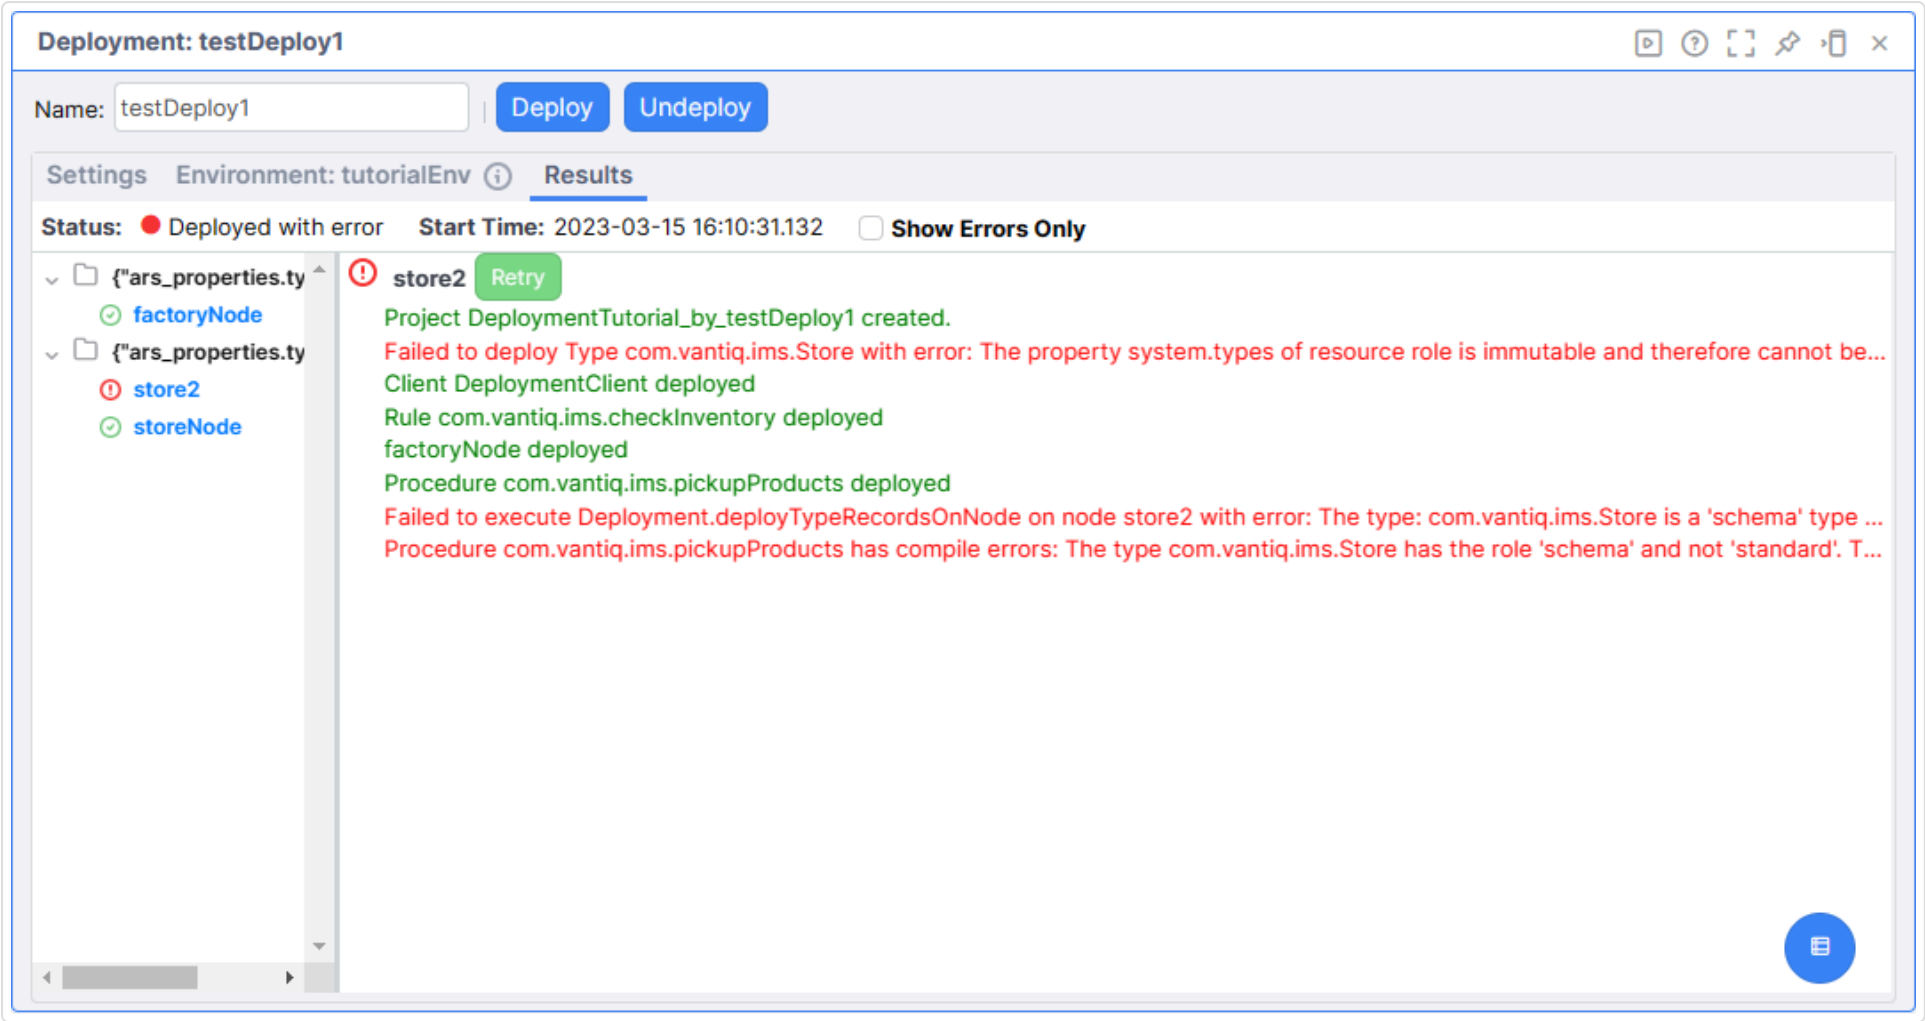 Deployment: testDeploy1
Name: testDeploy1 Deploy Undeploy
Settings Environment: tutorialEnv Results
Status: Deployed with error Start Time: 2023-03-15 16:10:31.132 Show Errors Only
{"ars_properties.ty
factoryNode
{"ars_properties.ty
store2
storeNode
store2 Retry
Project DeploymentTutorial_by_testDeploy1 created.
Failed to deploy Type com.vantiq.ims.Store with error: The property system.types of resource role is immutable and therefore cannot be...
Client DeploymentClient deployed
Rule com.vantiq.ims.checkInventory deployed
factoryNode deployed
Procedure com.vantiq.ims.pickupProducts deployed
Failed to execute Deployment.deployTypeRecordsOnNode on node store2 with error: The type: com.vantiq.ims.Store is a 'schema' type ...
Procedure com.vantiq.ims.pickupProducts has compile errors: The type com.vantiq.ims.Store has the role 'schema' and not 'standard'. T...